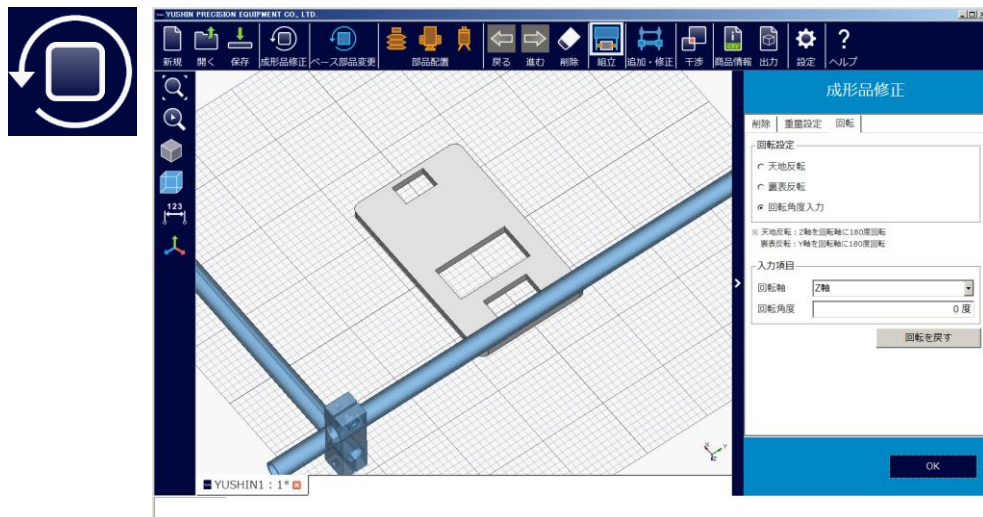 YUSHIN PRECISION EQUIPMENT CO., LTD.
新規 開く 保存 成形品修正 ベース部品変更 部品配置 戻る 進む 削除 組立 追加・修正 干渉 商品情報 出力 設定 ヘルプ
CSV
?
123
成形品修正
削除 重量設定 回転
回転設定
天地反転
裏表反転
回転角度入力
※ 天地反転：Z軸を回転軸に180度回転
裏表反転：Y軸を回転軸に180度回転
入力項目
回転軸 Z軸
回転角度 0 度
回転を戻す
OK
YUSHIN1 : 1*